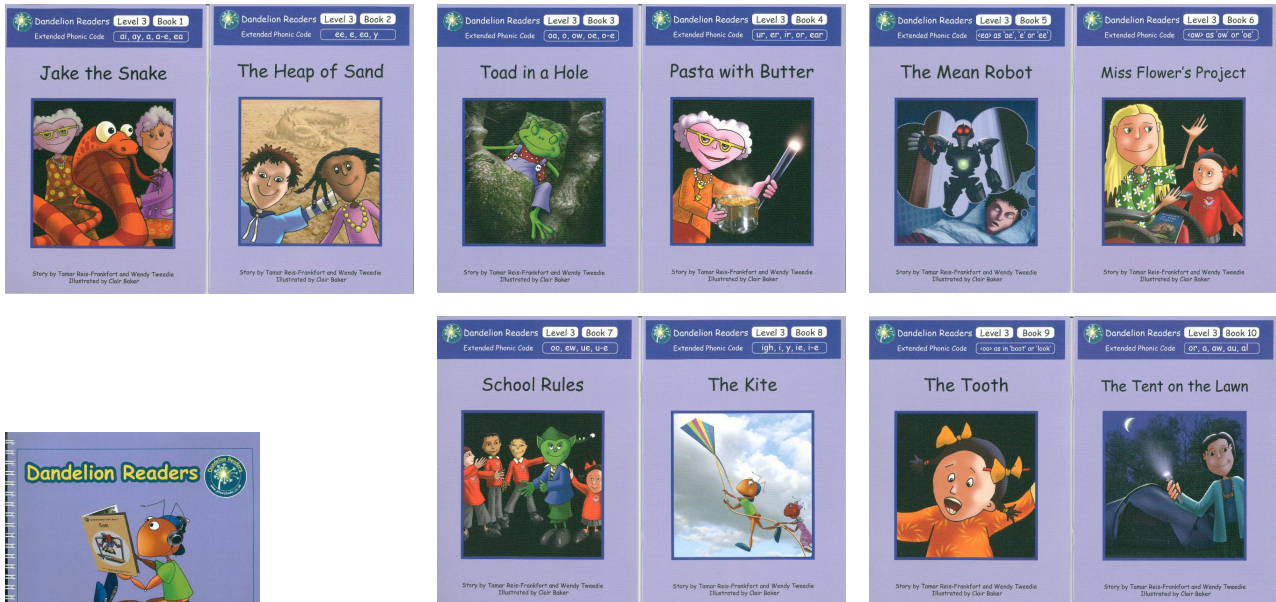 Dandelion Readers Level 3 Book 1
Extended Phonic Code ai, ay, a, a-e, ea
Jake the Snake
Story by Tamar Reis-Frankfort and Wendy Tweedie
Illustrated by Clair Baker
Dandelion Readers Level 3 Book 2
Extended Phonic Code ee, e, ea, y
The Heap of Sand
Story by Tamar Reis-Frankfort and Wendy Tweedie
Illustrated by Clair Baker
Dandelion Readers Level 3 Book 3
Extended Phonic Code oa, o, ow, oe, o-e
Toad in a Hole
Story by Tamar Reis-Frankfort and Wendy Tweedie
Illustrated by Clair Baker
Dandelion Readers Level 3 Book 4
Extended Phonic Code ur, er, ir, or, ear
Pasta with Butter
Story by Tamar Reis-Frankfort and Wendy Tweedie
Illustrated by Clair Baker
Dandelion Readers Level 3 Book 5
Extended Phonic Code <ea> as 'ae', 'e' or 'ee'
The Mean Robot
Story by Tamar Reis-Frankfort and Wendy Tweedie
Illustrated by Clair Baker
Dandelion Readers Level 3 Book 6
Extended Phonic Code <ow> as 'ow' or 'oe'
Miss Flower's Project
Story by Tamar Reis-Frankfort and Wendy Tweedie
Illustrated by Clair Baker
Dandelion Readers
Dandelion Readers
Sam
Dandelion Readers Level 3 Book 7
Extended Phonic Code oo, ew, ue, u-e
School Rules
Story by Tamar Reis-Frankfort and Wendy Tweedie
Illustrated by Clair Baker
Dandelion Readers Level 3 Book 8
Extended Phonic Code igh, i, y, ie, i-e
The Kite
Story by Tamar Reis-Frankfort and Wendy Tweedie
Illustrated by Clair Baker
Dandelion Readers Level 3 Book 9
Extended Phonic Code <oo> as in 'boot' or 'look'
The Tooth
Story by Tamar Reis-Frankfort and Wendy Tweedie
Illustrated by Clair Baker
Dandelion Readers Level 3 Book 10
Extended Phonic Code or, a, aw, au, al
The Tent on the Lawn
Story by Tamar Reis-Frankfort and Wendy Tweedie
Illustrated by Clair Baker